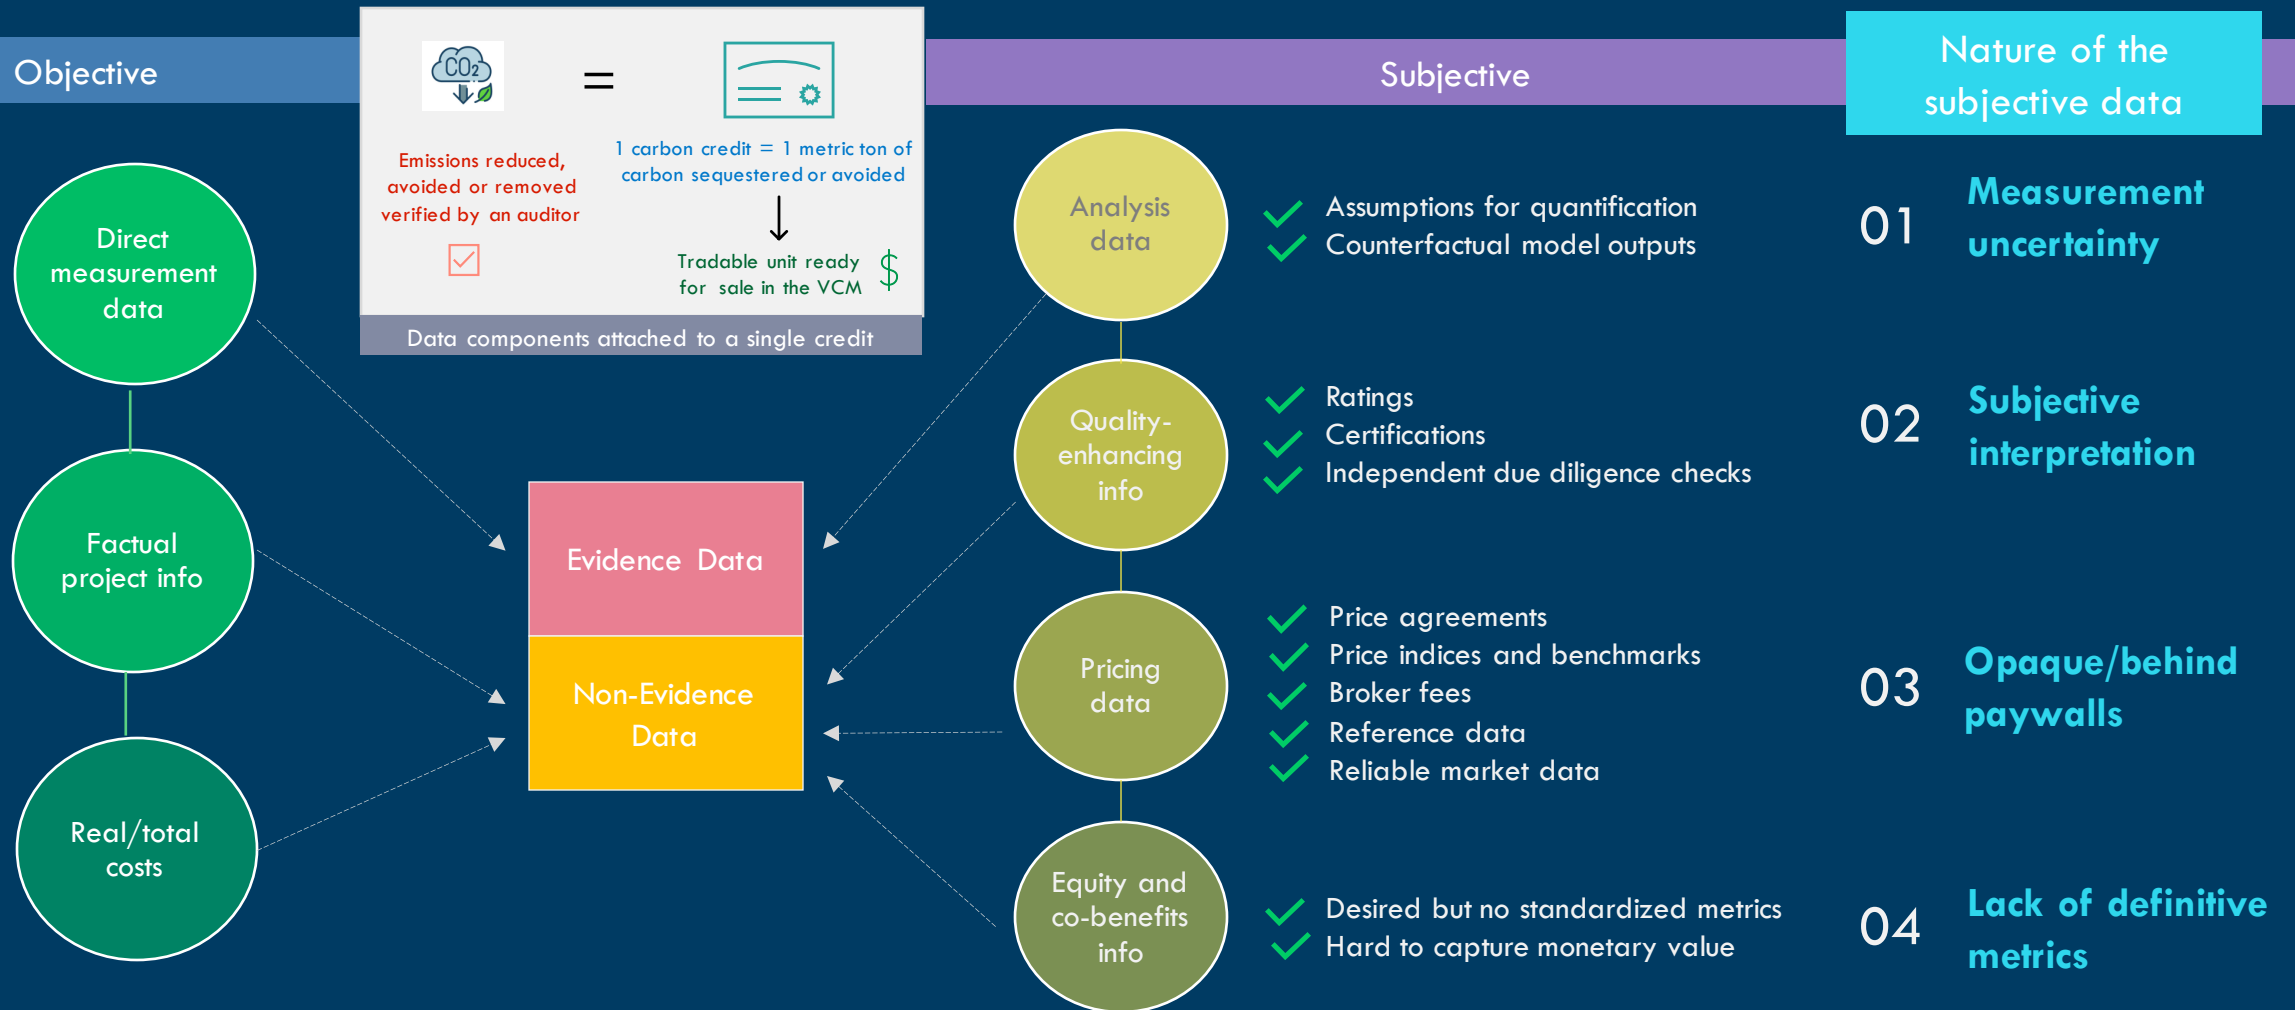 Objective
CO2
=
Emissions reduced,
avoided or removed
verified by an auditor
1 carbon credit = 1 metric ton of
carbon sequestered or avoided
Tradable unit ready
for sale in the VCM
$
Data components attached to a single credit
Subjective
Nature of the
subjective data
Direct
measurement
data
Factual
project info
Real/total
costs
Evidence Data
Non-Evidence
Data
Analysis
data
Assumptions for quantification
Counterfactual model outputs
01
Measurement
uncertainty
Quality-
enhancing
info
Ratings
Certifications
Independent due diligence checks
02
Subjective
interpretation
Pricing
data
Price agreements
Price indices and benchmarks
Broker fees
Reference data
Reliable market data
03
Opaque/behind
paywalls
Equity and
co-benefits
info
Desired but no standardized metrics
Hard to capture monetary value
04
Lack of definitive
metrics